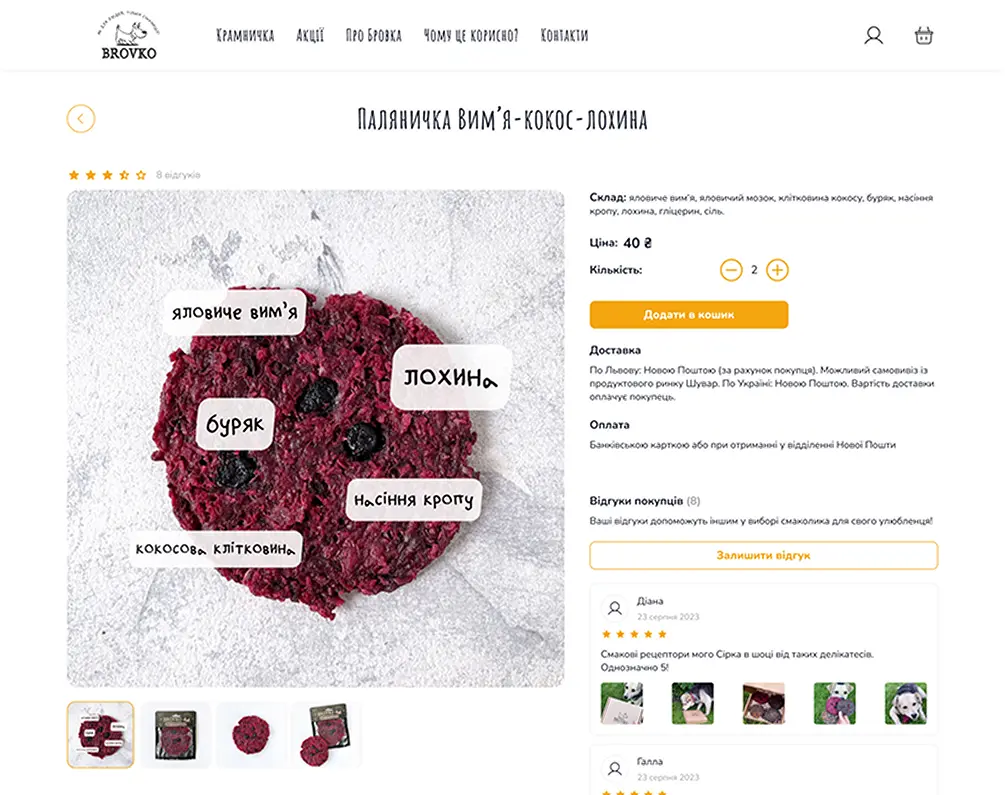 BROVKO
Крамничка Акції Про Бровка Чому це корисно? Контакти
Паляничка Вим’я-кокос-лохина
8 відгуків
яловиче вим’я
лохина
буряк
насіння кропу
кокосова клітковина
Склад: яловиче вим’я, яловичий мозок, клітковина кокосу, буряк, насіння
кропу, лохина, гліцерин, сіль.
Ціна: 40 ₴
Кількість: 2
Додати в кошик
Доставка
По Львову: Новою Поштою (за рахунок покупця). Можливий самовивіз із
продуктового ринку Шувар. По Україні: Новою Поштою. Вартість доставки
оплачує покупець.
Оплата
Банківською карткою або при отриманні у відділенні Нової Пошти
Відгуки покупців (8)
Ваші відгуки допоможуть іншим у виборі смаколика для свого улюбленця!
Залишити відгук
Діана
23 серпня 2023
Смакові рецептори мого Сірка в шоці від таких делікатесів.
Однозначно 5!
Галла
23 серпня 2023